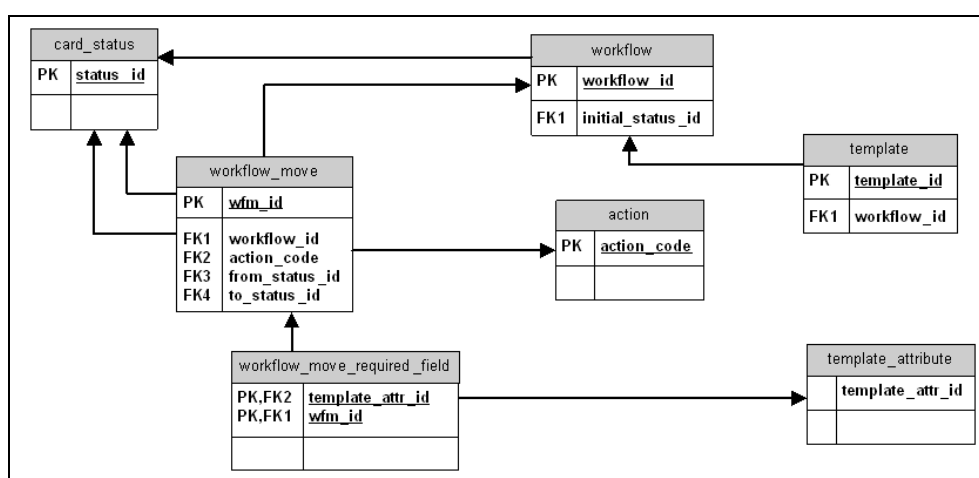 card_status
PK status_id
workflow
PK workflow_id
FK1 initial_status_id
template
PK template_id
FK1 workflow_id
workflow_move
PK wfm_id
FK1 workflow_id
FK2 action_code
FK3 from_status_id
FK4 to_status_id
action
PK action_code
workflow_move_required_field
PK,FK2 template_attr_id
PK,FK1 wfm_id
template_attribute
template_attr_id